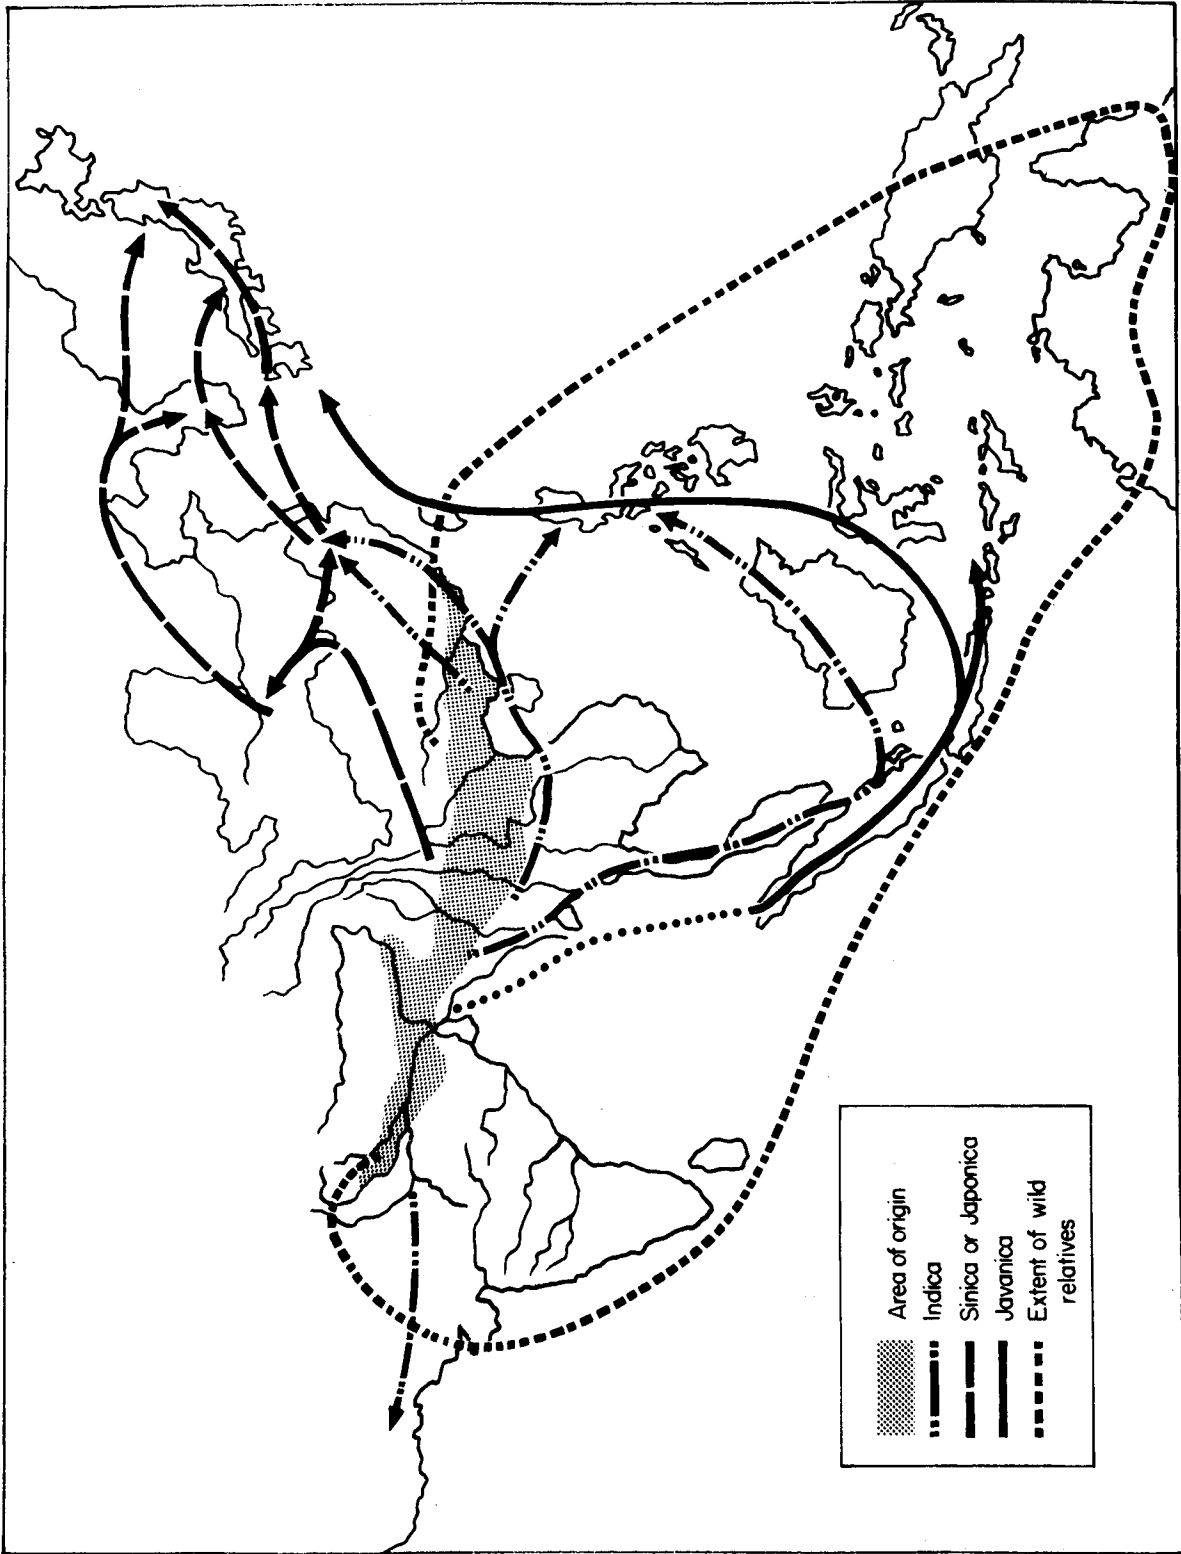 Area of origin
Indica
Sinica or Japonica
Javanica
Extent of wild
relatives